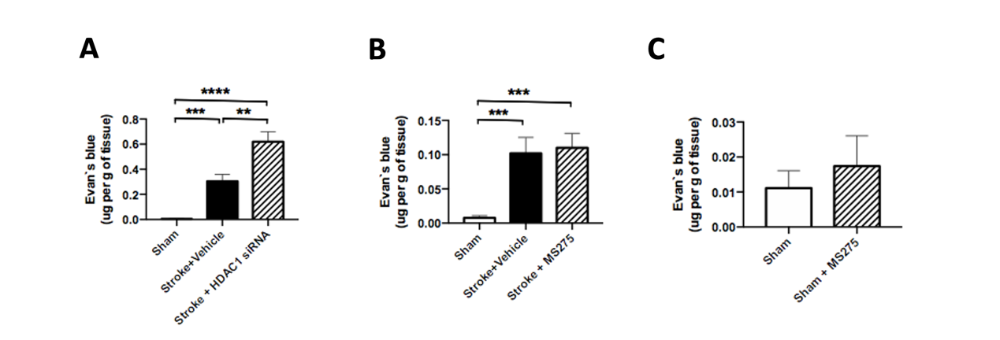 A
B
C
****
***
**
Evan`s blue
(ug per g of tissue)
0.8
0.6
0.4
0.2
0.0
Sham
Stroke+Vehicle
Stroke + HDAC1 siRNA
***
***
Evan`s blue
(ug per g of tissue)
0.15
0.10
0.05
0.00
Sham
Stroke+Vehicle
Stroke + MS275
Evan`s blue
(ug per g of tissue)
0.03
0.02
0.01
0.00
Sham
Sham + MS275